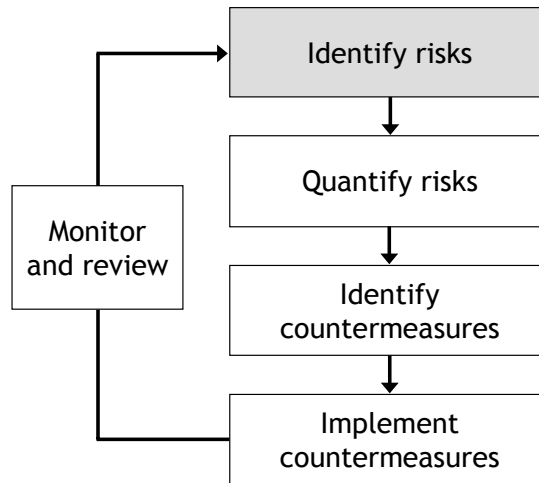 Identify risks
Quantify risks
Monitor
and review
Identify
countermeasures
Implement
countermeasures